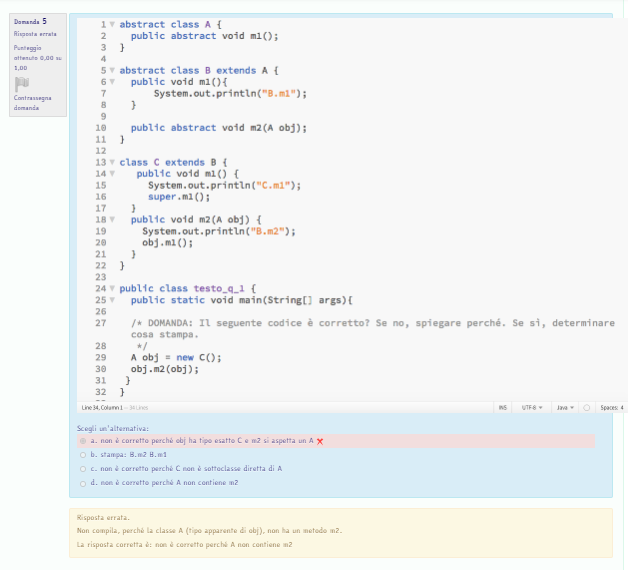 Domanda 5
Risposta errata
Punteggio
ottenuto 0,00 su
1,00
Contrassegna
domanda
1 abstract class A {
2 public abstract void m1();
3 }
4
5 abstract class B extends A {
6 public void m1(){
7 System.out.println("B.m1");
8 }
9
10 public abstract void m2(A obj);
11 }
12
13 class C extends B {
14 public void m1() {
15 System.out.println("C.m1");
16 super.m1();
17 }
18 public void m2(A obj) {
19 System.out.println("B.m2");
20 obj.m1();
21 }
22 }
23
24 public class testo_q_1 {
25 public static void main(String[] args){
26
27 /* DOMANDA: Il seguente codice è corretto? Se no, spiegare perché. Se sì, determinare
cosa stampa.
28 */
29 A obj = new C();
30 obj.m2(obj);
31 }
32 }
Line 34, Column 1 — 34 Lines INS UTF-8 Java Spaces: 4
Scegli un'alternativa:
a. non è corretto perché obj ha tipo esatto C e m2 si aspetta un A
b. stampa: B.m2 B.m1
c. non è corretto perché C non è sottoclasse diretta di A
d. non è corretto perchè A non contiene m2
Risposta errata.
Non compila, perchè la classe A (tipo apparente di obj), non ha un metodo m2.
La risposta corretta è: non è corretto perchè A non contiene m2